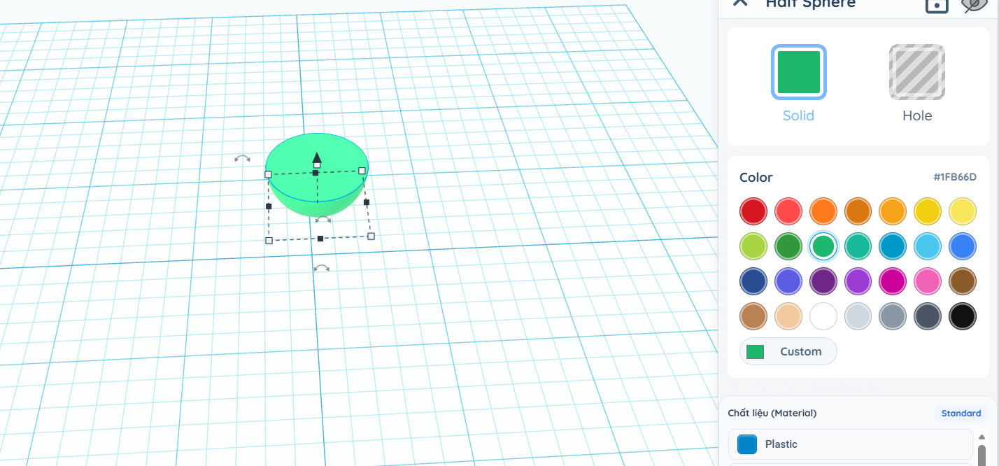 Half Sphere
Solid
Hole
Color
#1FB66D
Custom
Chất liệu (Material)
Standard
Plastic